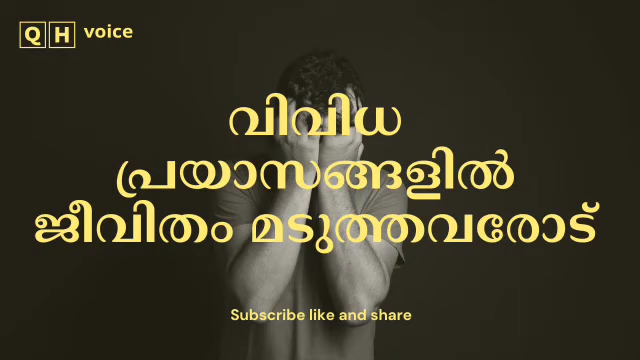 QH voice
വിവിധ
പ്രയാസങ്ങളിൽ
ജീവിതം മടുത്തവരോട്
Subscribe like and share